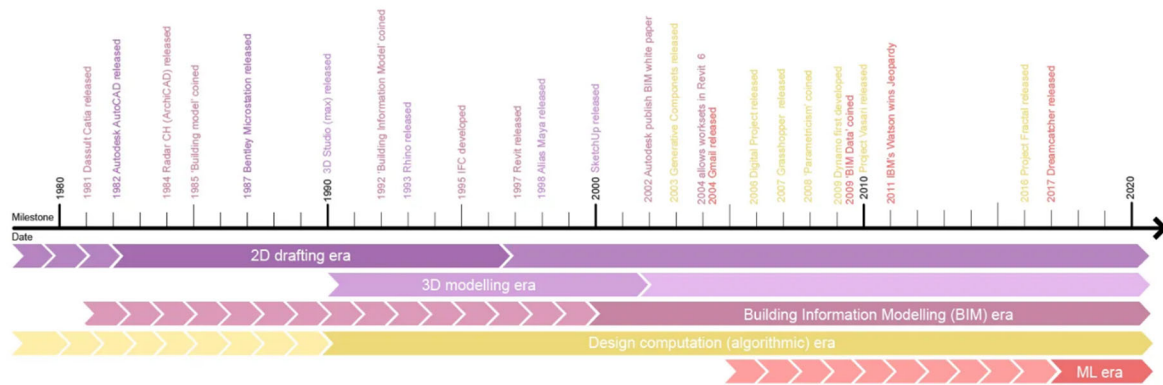 1980
1981 Dassult Catia released
1982 Autodesk AutoCAD released
1984 Radar CH (ArchiCAD) released
1985 'Building model' coined
1987 Bentley Microstation released
1990
3D Studio (max) released
1992 'Building Information Model' coined
1993 Rhino released
1995 IFC developed
1997 Revit released
1998 Alias Maya released
2000
SketchUp released
2002 Autodesk publish BIM white paper
2003 Generative Componets released
2004 allows worksets in Revit 6
2004 Gmail released
2006 Digital Project released
2007 Grasshopper released
2008 'Parametricism' coined
2009 Dynamo first developed
2009 'BIM Data' coined
2010
Project Vasari released
2011 IBM's Watson wins Jeopardy
2016 Project Fractal released
2017 Dreamcatcher released
2020
Milestone
Date
2D drafting era
3D modelling era
Building Information Modelling (BIM) era
Design computation (algorithmic) era
ML era